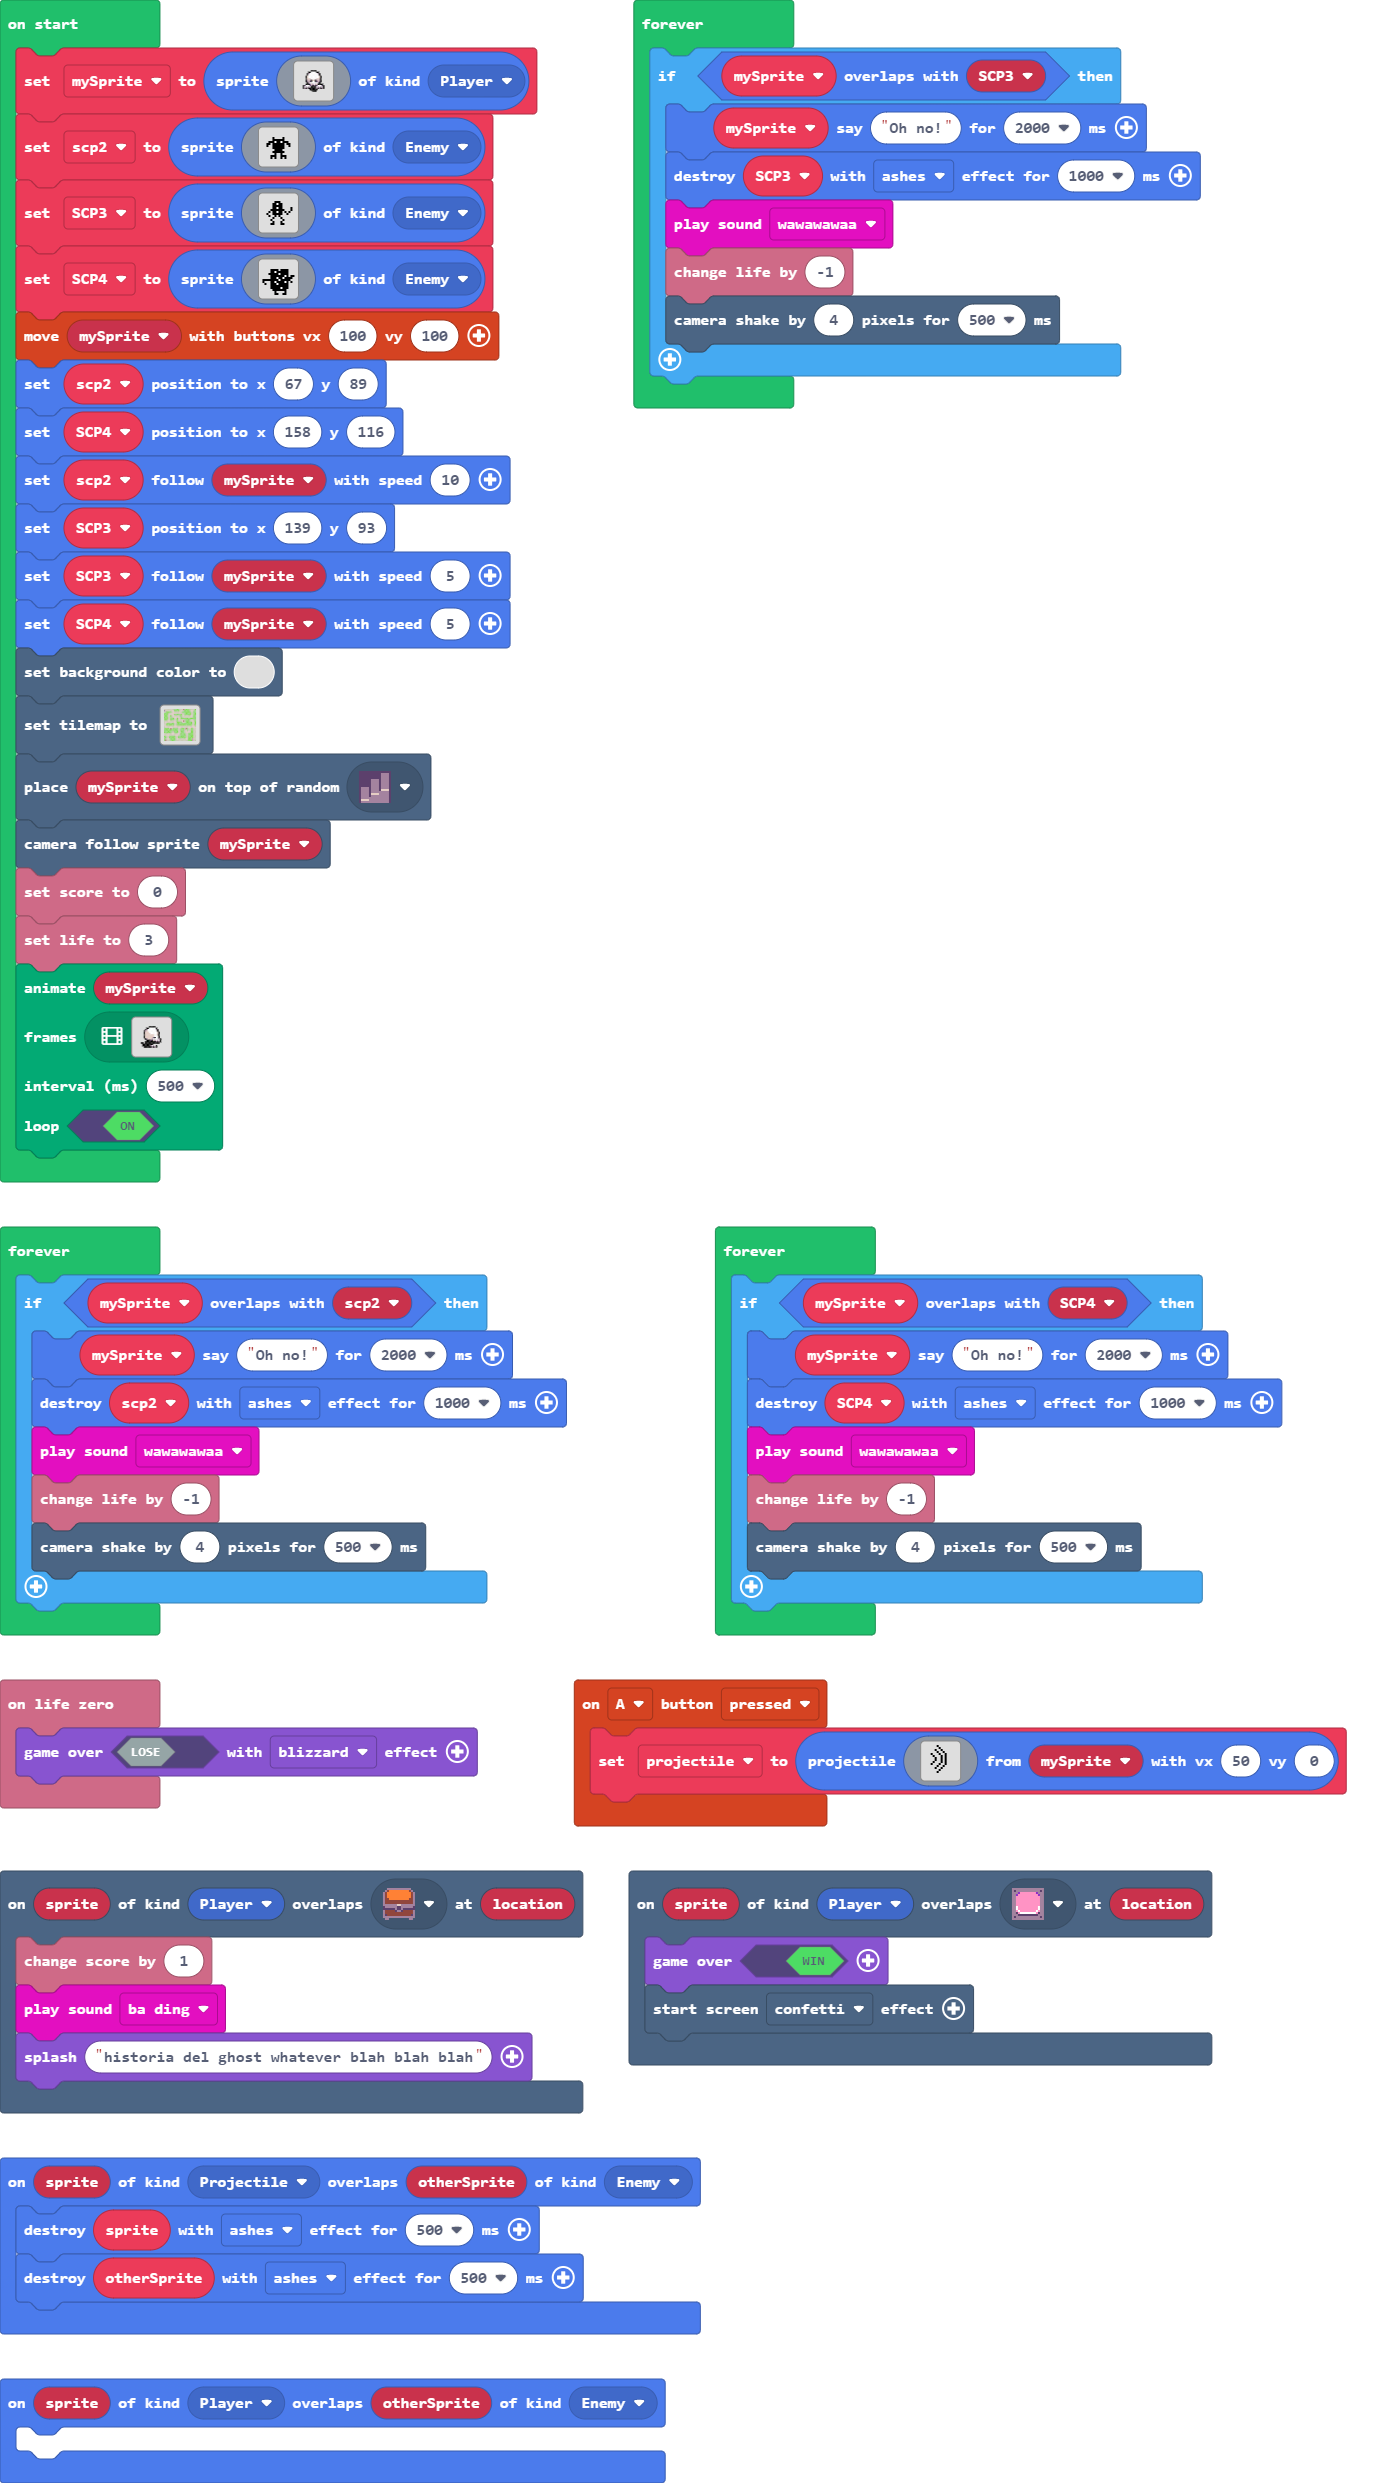 on start
set mySprite to sprite of kind Player
set scp2 to sprite of kind Enemy
set SCP3 to sprite of kind Enemy
set SCP4 to sprite of kind Enemy
move mySprite with buttons vx 100 vy 100
set scp2 position to x 67 y 89
set SCP4 position to x 158 y 116
set scp2 follow mySprite with speed 10
set SCP3 position to x 139 y 93
set SCP3 follow mySprite with speed 5
set SCP4 follow mySprite with speed 5
set background color to
set tilemap to
place mySprite on top of random
camera follow sprite mySprite
set score to 0
set life to 3
animate mySprite
frames
interval (ms) 500
loop ON
forever
if mySprite overlaps with SCP3 then
mySprite say "Oh no!" for 2000 ms
destroy SCP3 with ashes effect for 1000 ms
play sound wawawawaa
change life by -1
camera shake by 4 pixels for 500 ms
forever
if mySprite overlaps with scp2 then
mySprite say "Oh no!" for 2000 ms
destroy scp2 with ashes effect for 1000 ms
play sound wawawawaa
change life by -1
camera shake by 4 pixels for 500 ms
forever
if mySprite overlaps with SCP4 then
mySprite say "Oh no!" for 2000 ms
destroy SCP4 with ashes effect for 1000 ms
play sound wawawawaa
change life by -1
camera shake by 4 pixels for 500 ms
on life zero
game over LOSE with blizzard effect
on A button pressed
set projectile to projectile from mySprite with vx 50 vy 0
on sprite of kind Player overlaps at location
change score by 1
play sound ba ding
splash "historia del ghost whatever blah blah blah"
on sprite of kind Player overlaps at location
game over WIN
start screen confetti effect
on sprite of kind Projectile overlaps otherSprite of kind Enemy
destroy sprite with ashes effect for 500 ms
destroy otherSprite with ashes effect for 500 ms
on sprite of kind Player overlaps otherSprite of kind Enemy